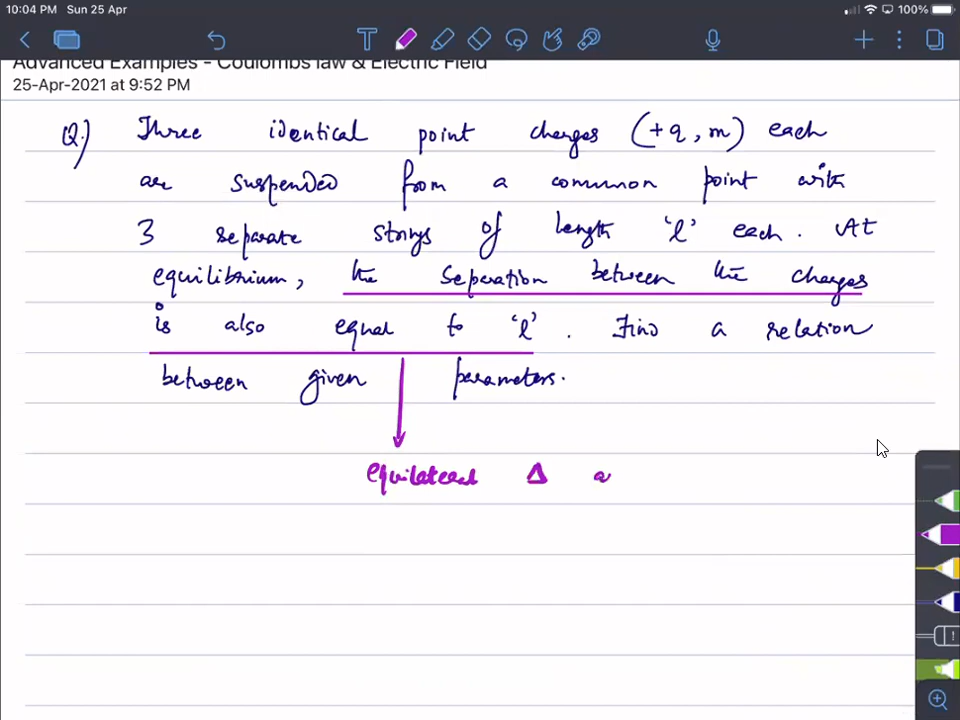 10:04 PM Sun 25 Apr
100%
Advanced Examples - Coulombs law & Electric Field
25-Apr-2021 at 9:52 PM
Q.) Three identical point charges (+q, m) each
are suspended from a common point with
3 separate strings of length 'l' each. At
equilibrium, the separation between the charges
is also equal to 'l'. Find a relation
between given parameters.
equilateral Δ a